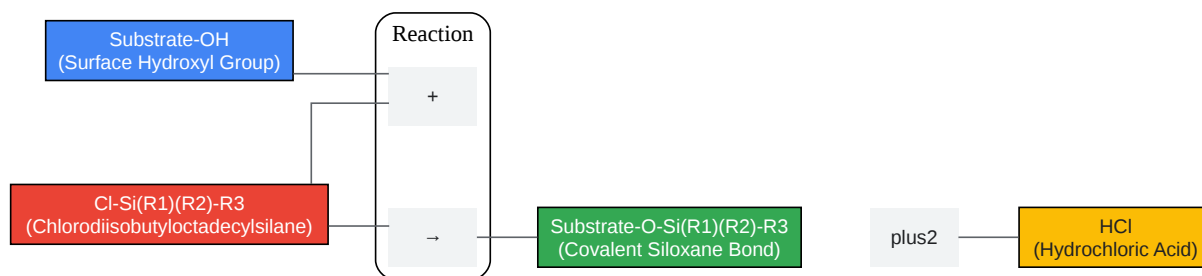 Substrate-OH
(Surface Hydroxyl Group)
Reaction
+
Cl-Si(R1)(R2)-R3
(Chlorodiisobutyloctadecylsilane)
→
Substrate-O-Si(R1)(R2)-R3
(Covalent Siloxane Bond)
plus2
HCl
(Hydrochloric Acid)